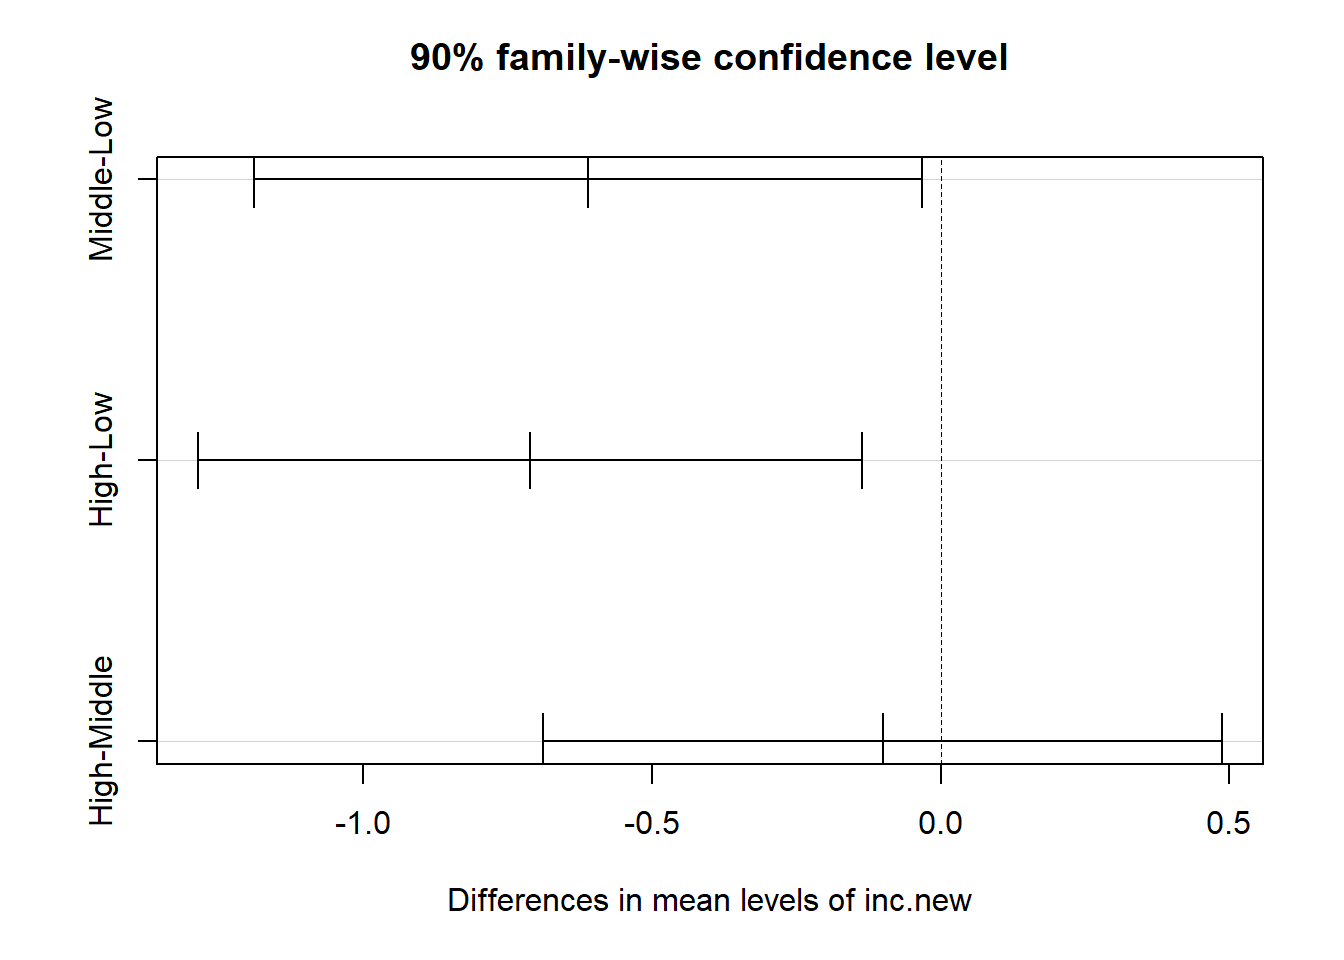 90% family-wise confidence level
Middle-Low
High-Low
High-Middle
-1.0 -0.5 0.0 0.5
Differences in mean levels of inc.new